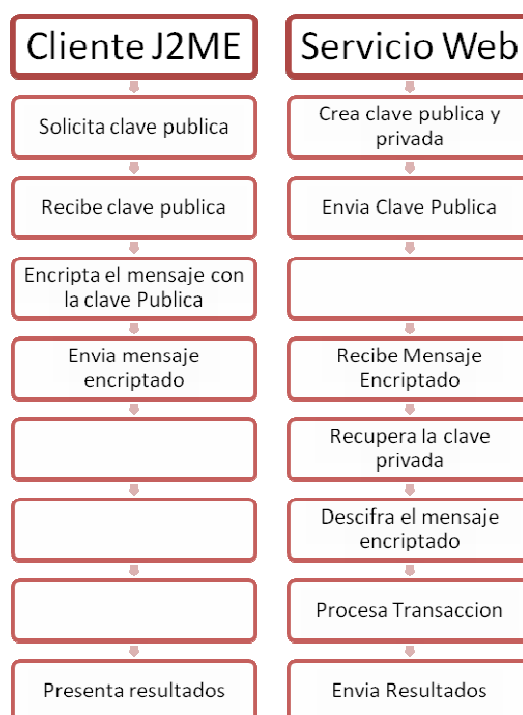 Cliente J2ME
Solicita clave publica
Recibe clave publica
Encripta el mensaje con
la clave Publica
Envia mensaje
encriptado
Presenta resultados
Servicio Web
Crea clave publica y
privada
Envia Clave Publica
Recibe Mensaje
Encriptado
Recupera la clave
privada
Descifra el mensaje
encriptado
Procesa Transaccion
Envia Resultados